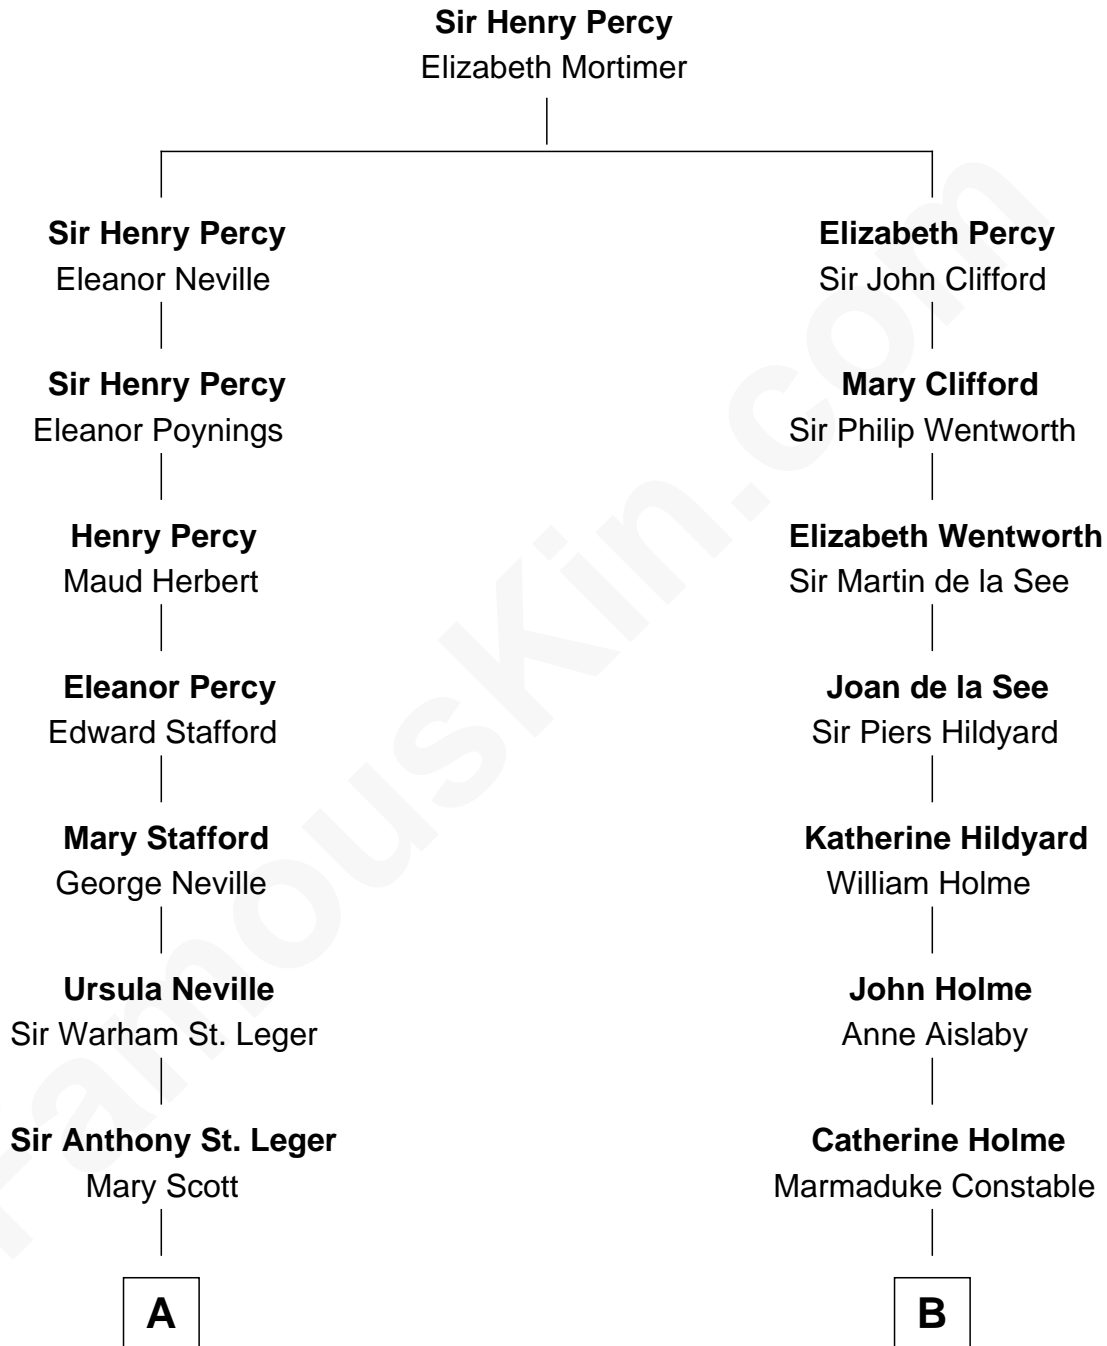 Sir Henry Percy
Elizabeth Mortimer
Sir Henry Percy
Eleanor Neville
Sir Henry Percy
Eleanor Poynings
Henry Percy
Maud Herbert
Eleanor Percy
Edward Stafford
Mary Stafford
George Neville
Ursula Neville
Sir Warham St. Leger
Sir Anthony St. Leger
Mary Scott
A
Elizabeth Percy
Sir John Clifford
Mary Clifford
Sir Philip Wentworth
Elizabeth Wentworth
Sir Martin de la See
Joan de la See
Sir Piers Hildyard
Katherine Hildyard
William Holme
John Holme
Anne Aislaby
Catherine Holme
Marmaduke Constable
B
FamousKin.com